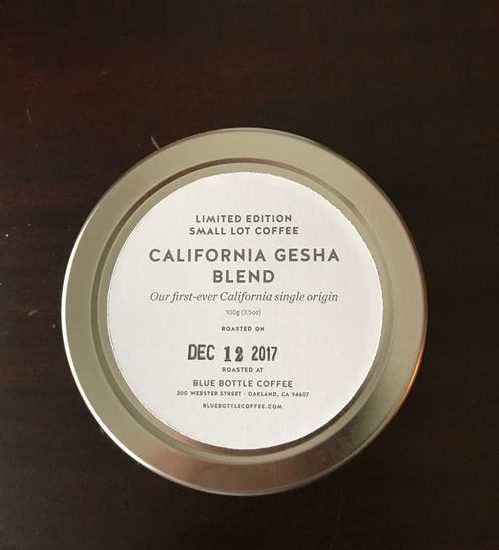 LIMITED EDITION
SMALL LOT COFFEE
CALIFORNIA GESHA
BLEND
Our first-ever California single origin
100g (3.5oz)
ROASTED ON
DEC 12 2017
ROASTED AT
BLUE BOTTLE COFFEE
300 WEBSTER STREET · OAKLAND, CA 94607
BLUEBOTTLECOFFEE.COM